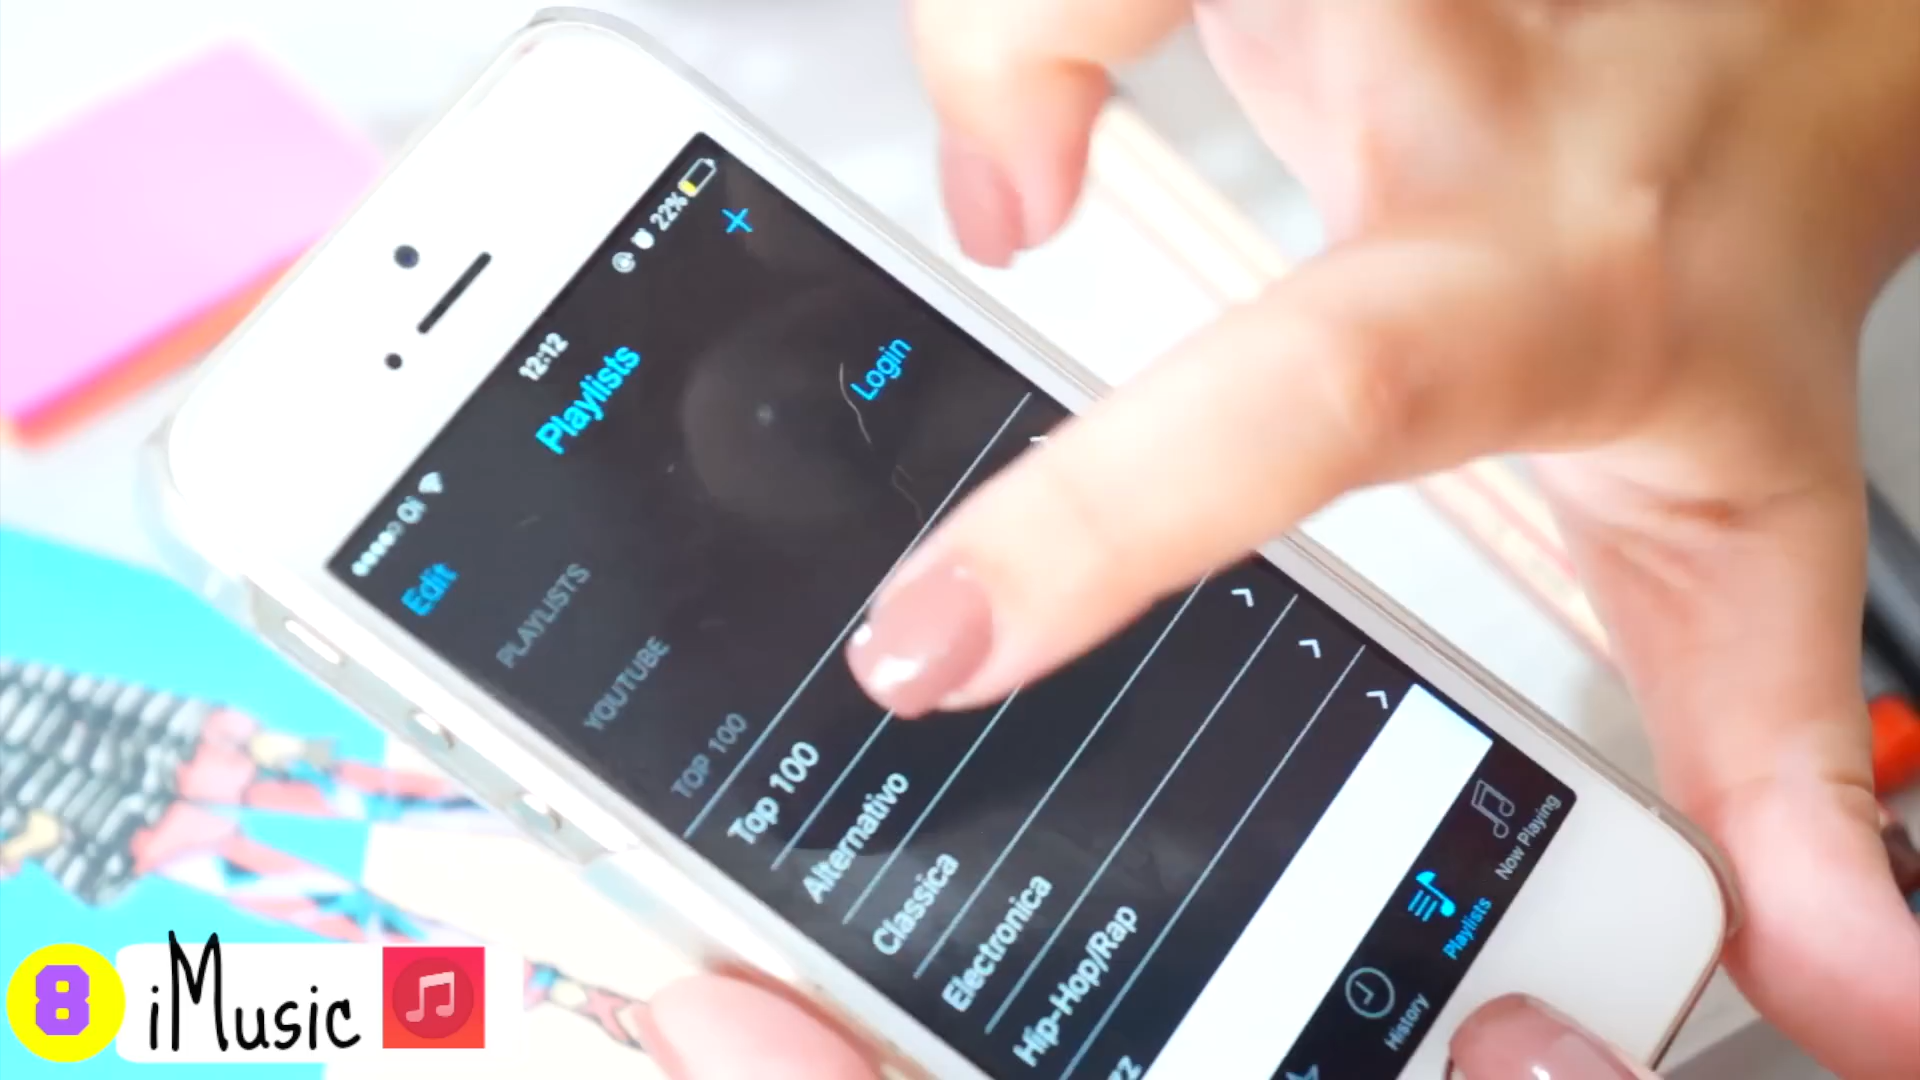 Oi 12:12 22%
Edit Playlists +
PLAYLISTS
YOUTUBE Login
TOP 100
Top 100
Alternativo
Classica
Electronica
Hip-Hop/Rap
History Playlists Now Playing
8 iMusic